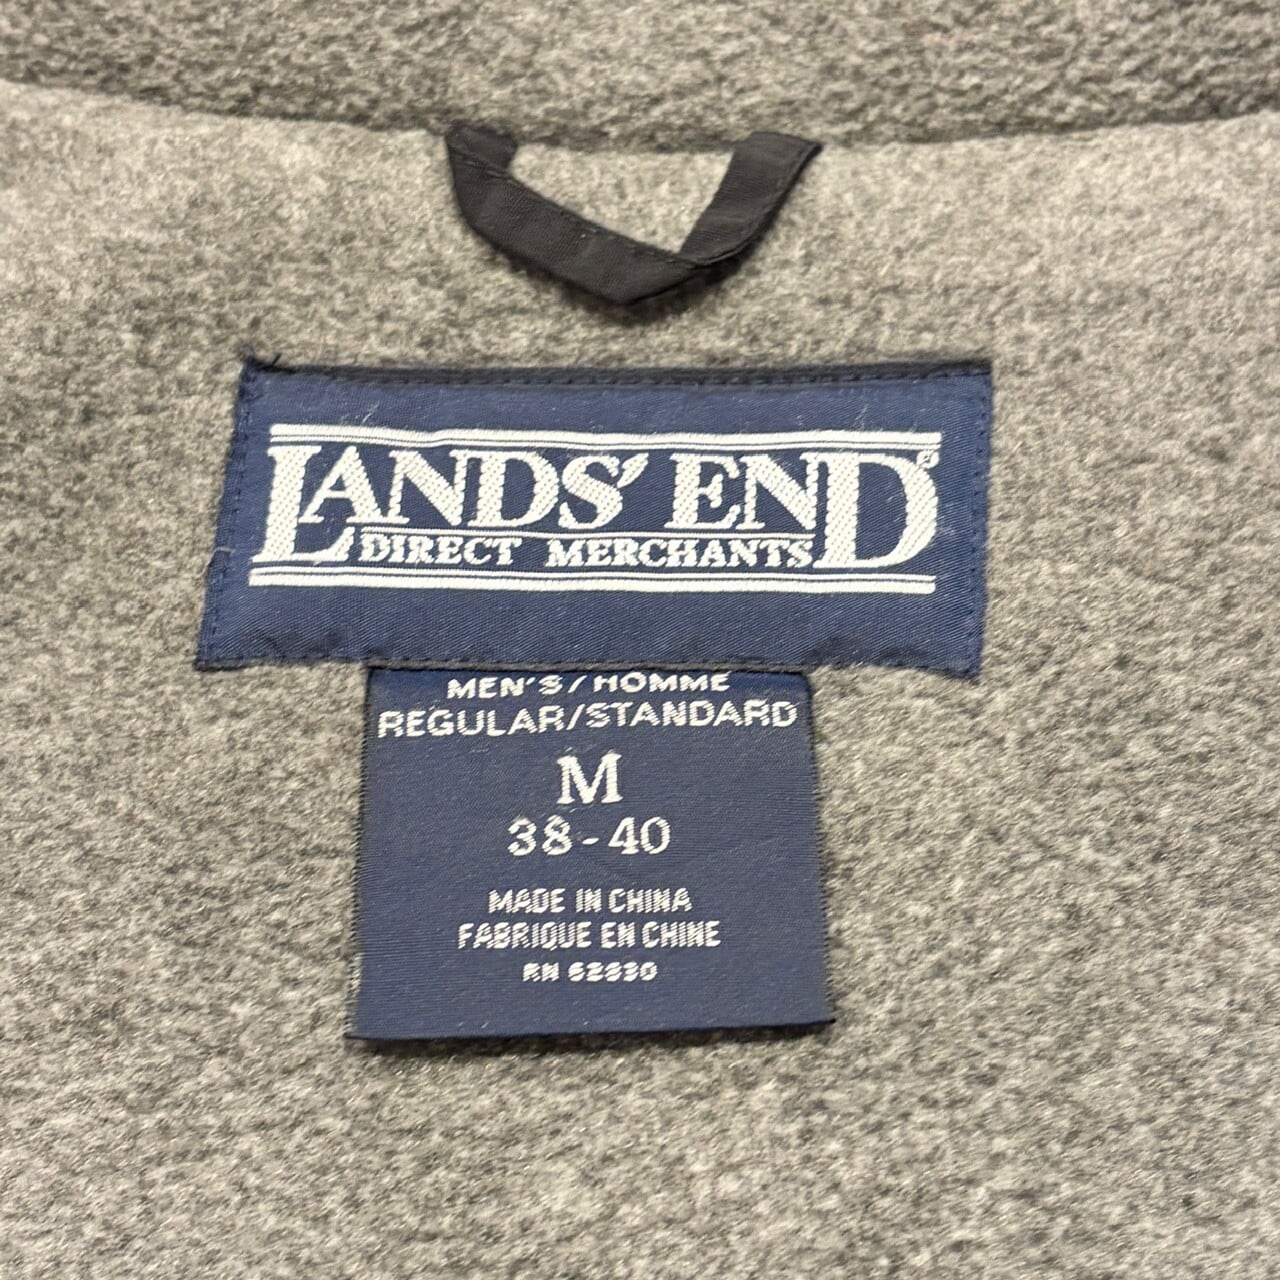 LANDS' END®
DIRECT MERCHANTS
MEN'S/HOMME
REGULAR/STANDARD
M
38-40
MADE IN CHINA
FABRIQUE EN CHINE
RN 62830